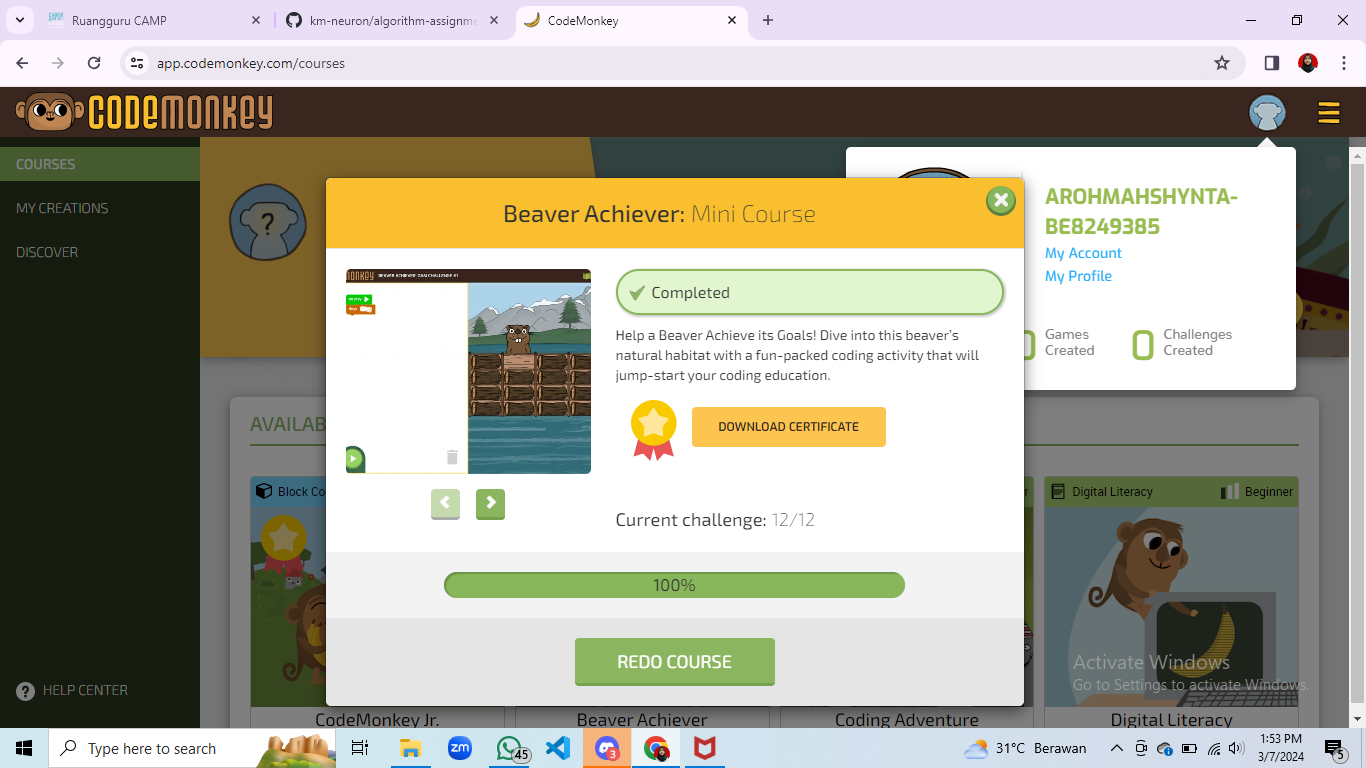 Ruangguru CAMP
km-neuron/algorithm-assignme
CodeMonkey
app.codemonkey.com/courses
CODEMONKEY
COURSES
MY CREATIONS
DISCOVER
HELP CENTER
?
AROHMAHSHYNTA-
BE8249385
My Account
My Profile
Games
Created
0 Challenges
Created
Beaver Achiever: Mini Course
Completed
Help a Beaver Achieve its Goals! Dive into this beaver's
natural habitat with a fun-packed coding activity that will
jump-start your coding education.
DOWNLOAD CERTIFICATE
Current challenge: 12/12
100%
REDO COURSE
AVAILAB
Block Co
Digital Literacy
Beginner
CodeMonkey Jr.
Beaver Achiever
Coding Adventure
Digital Literacy
Activate Windows
Go to Settings to activate Windows.
Type here to search
zm
45
3
31°C Berawan
1:53 PM
3/7/2024
5